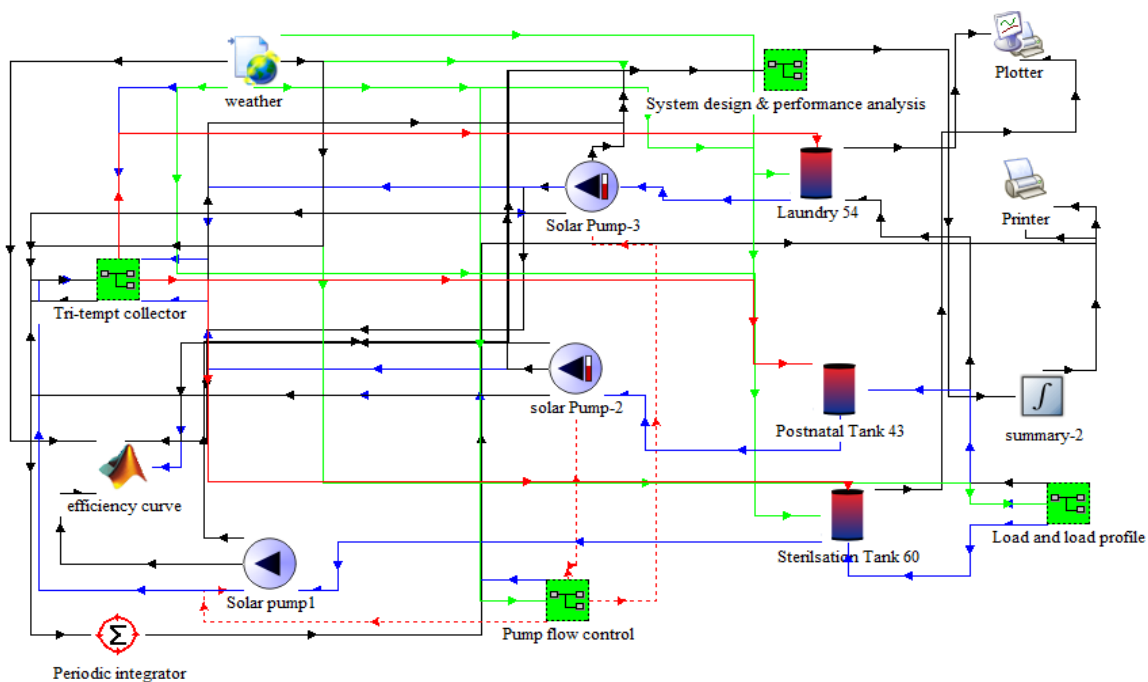 Plotter
weather
System design & performance analysis
Printer
Laundry 54
Solar Pump-3
Tri-tempt collector
solar Pump-2
Postnatal Tank 43
summary-2
efficiency curve
Load and load profile
Sterilsation Tank 60
Solar pump1
Pump flow control
Periodic integrator